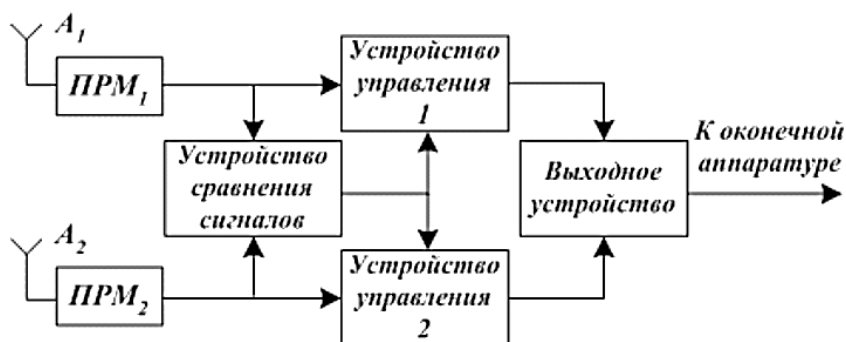 A₁
ПРМ₁
Устройство
управления
1
Устройство
сравнения
сигналов
Выходное
устройство
К оконечной
аппаратуре
A₂
ПРМ₂
Устройство
управления
2